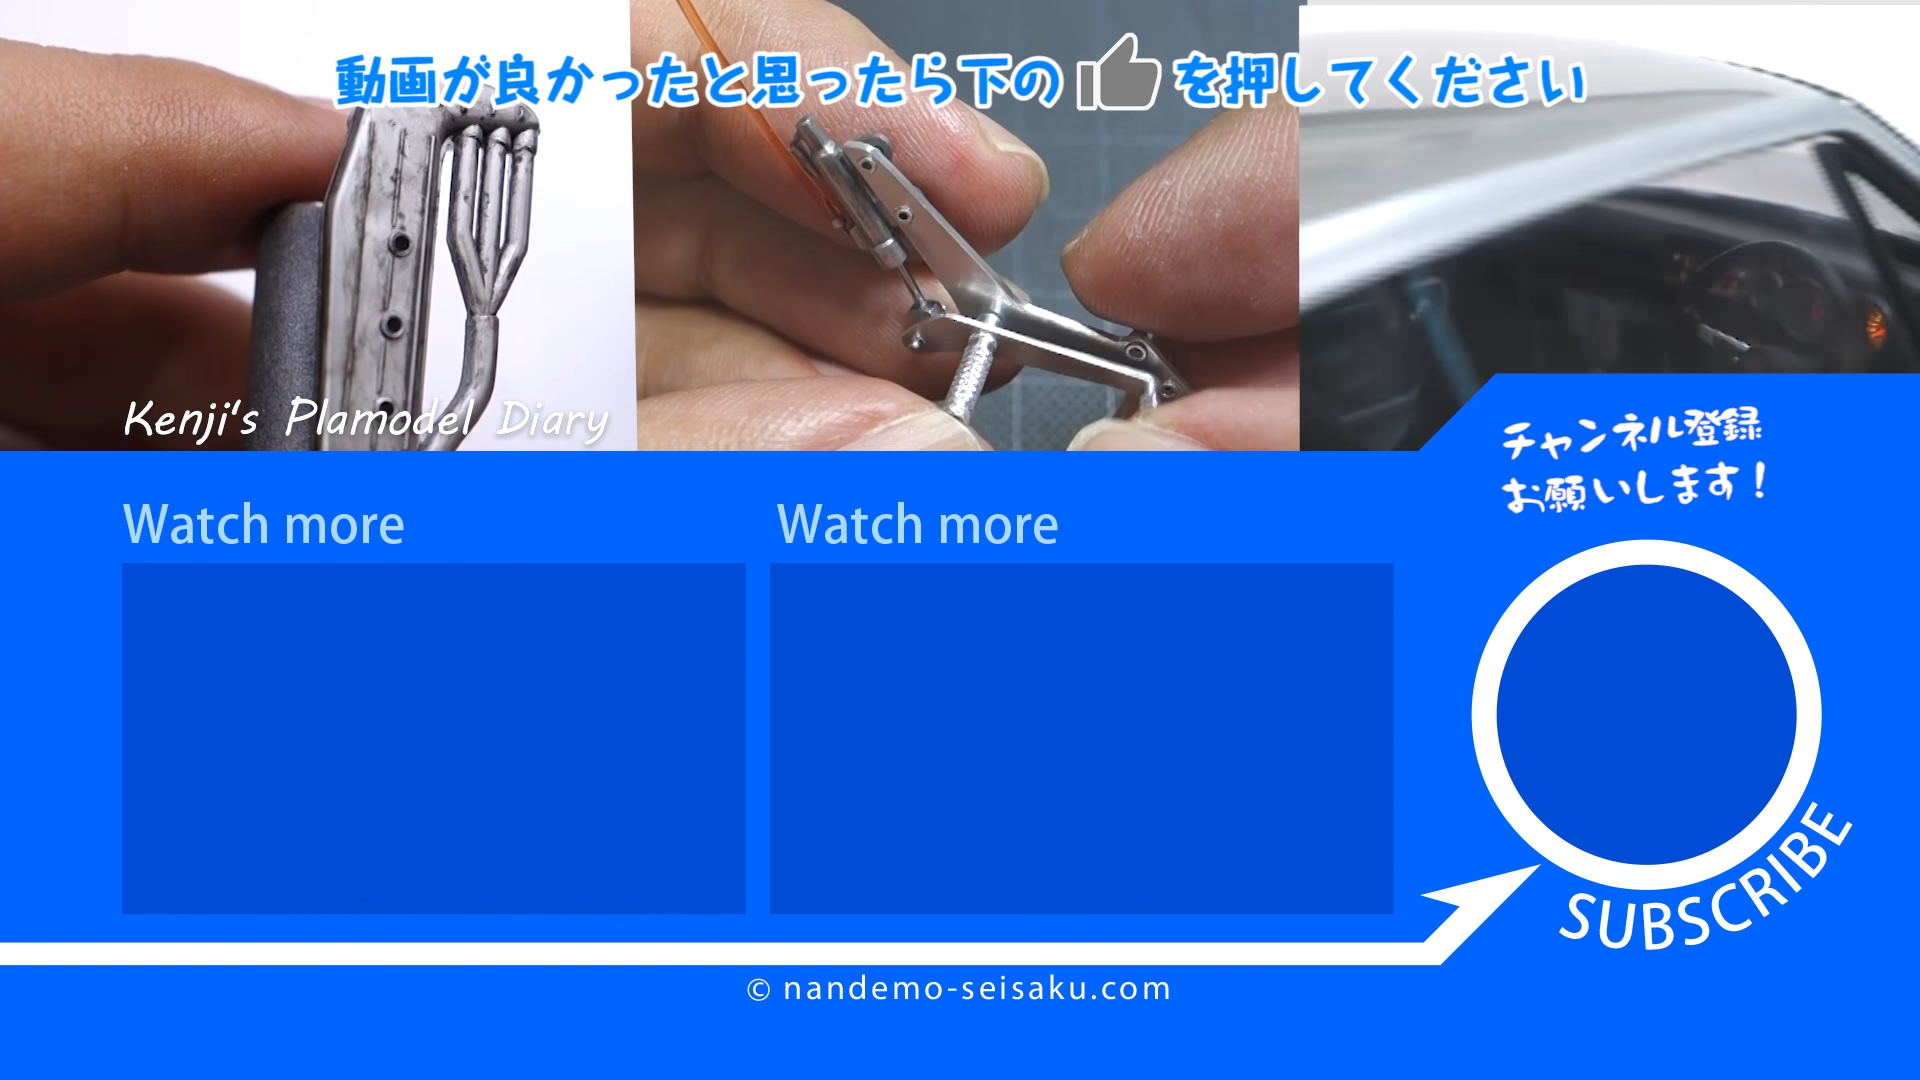 動画が良かったと思ったら下の を押してください
Kenji's Plamodel Diary
チャンネル登録
お願いします!
Watch more
Watch more
SUBSCRIBE
© nandemo-seisaku.com